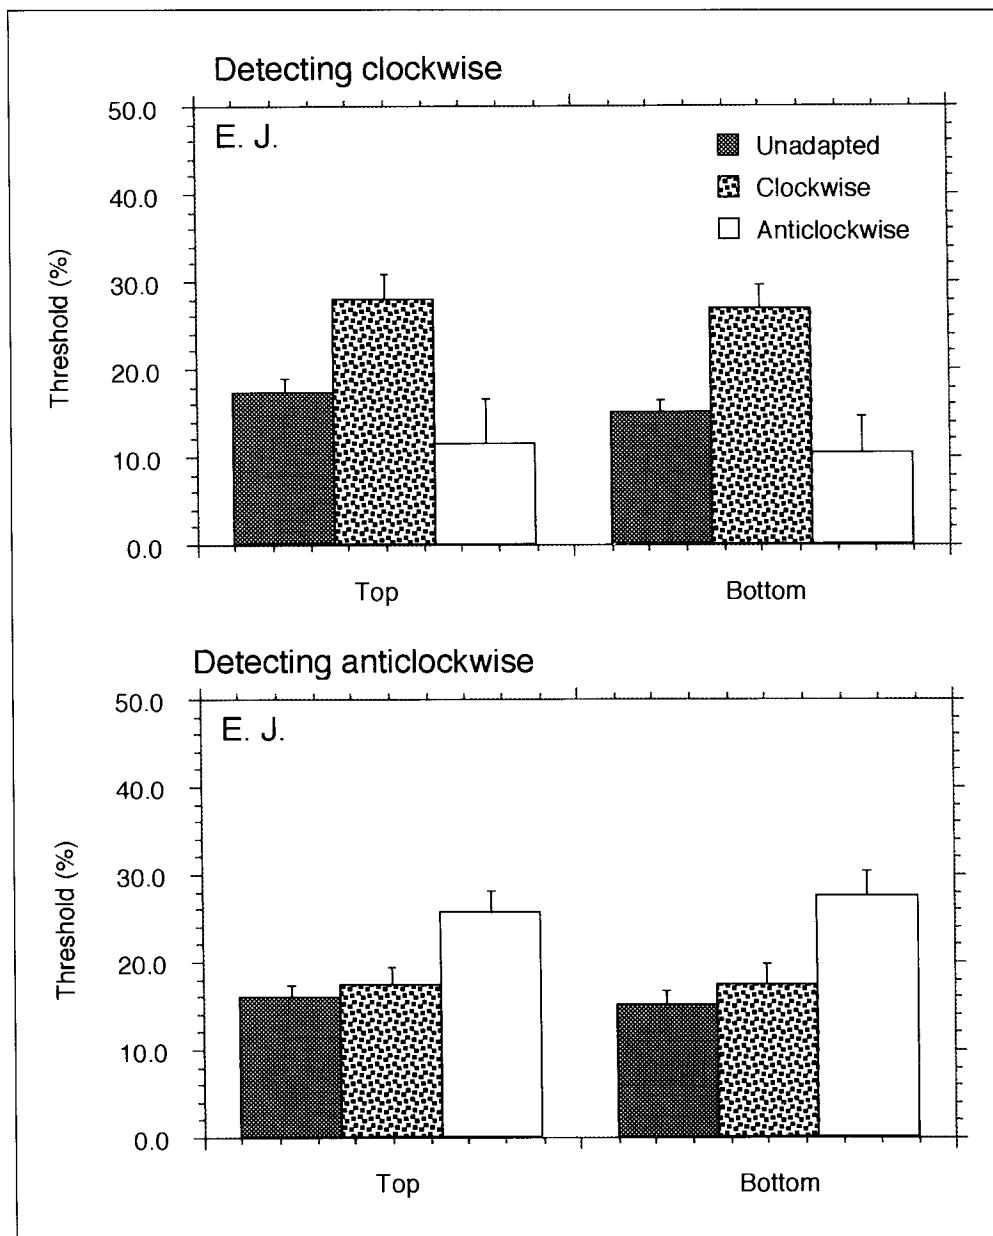 Detecting clockwise
50.0
E. J.
Unadapted
40.0
Clockwise
Anticlockwise
30.0
Threshold (%)
20.0
10.0
0.0
Top Bottom
Detecting anticlockwise
50.0
E. J.
40.0
30.0
Threshold (%)
20.0
10.0
0.0
Top Bottom